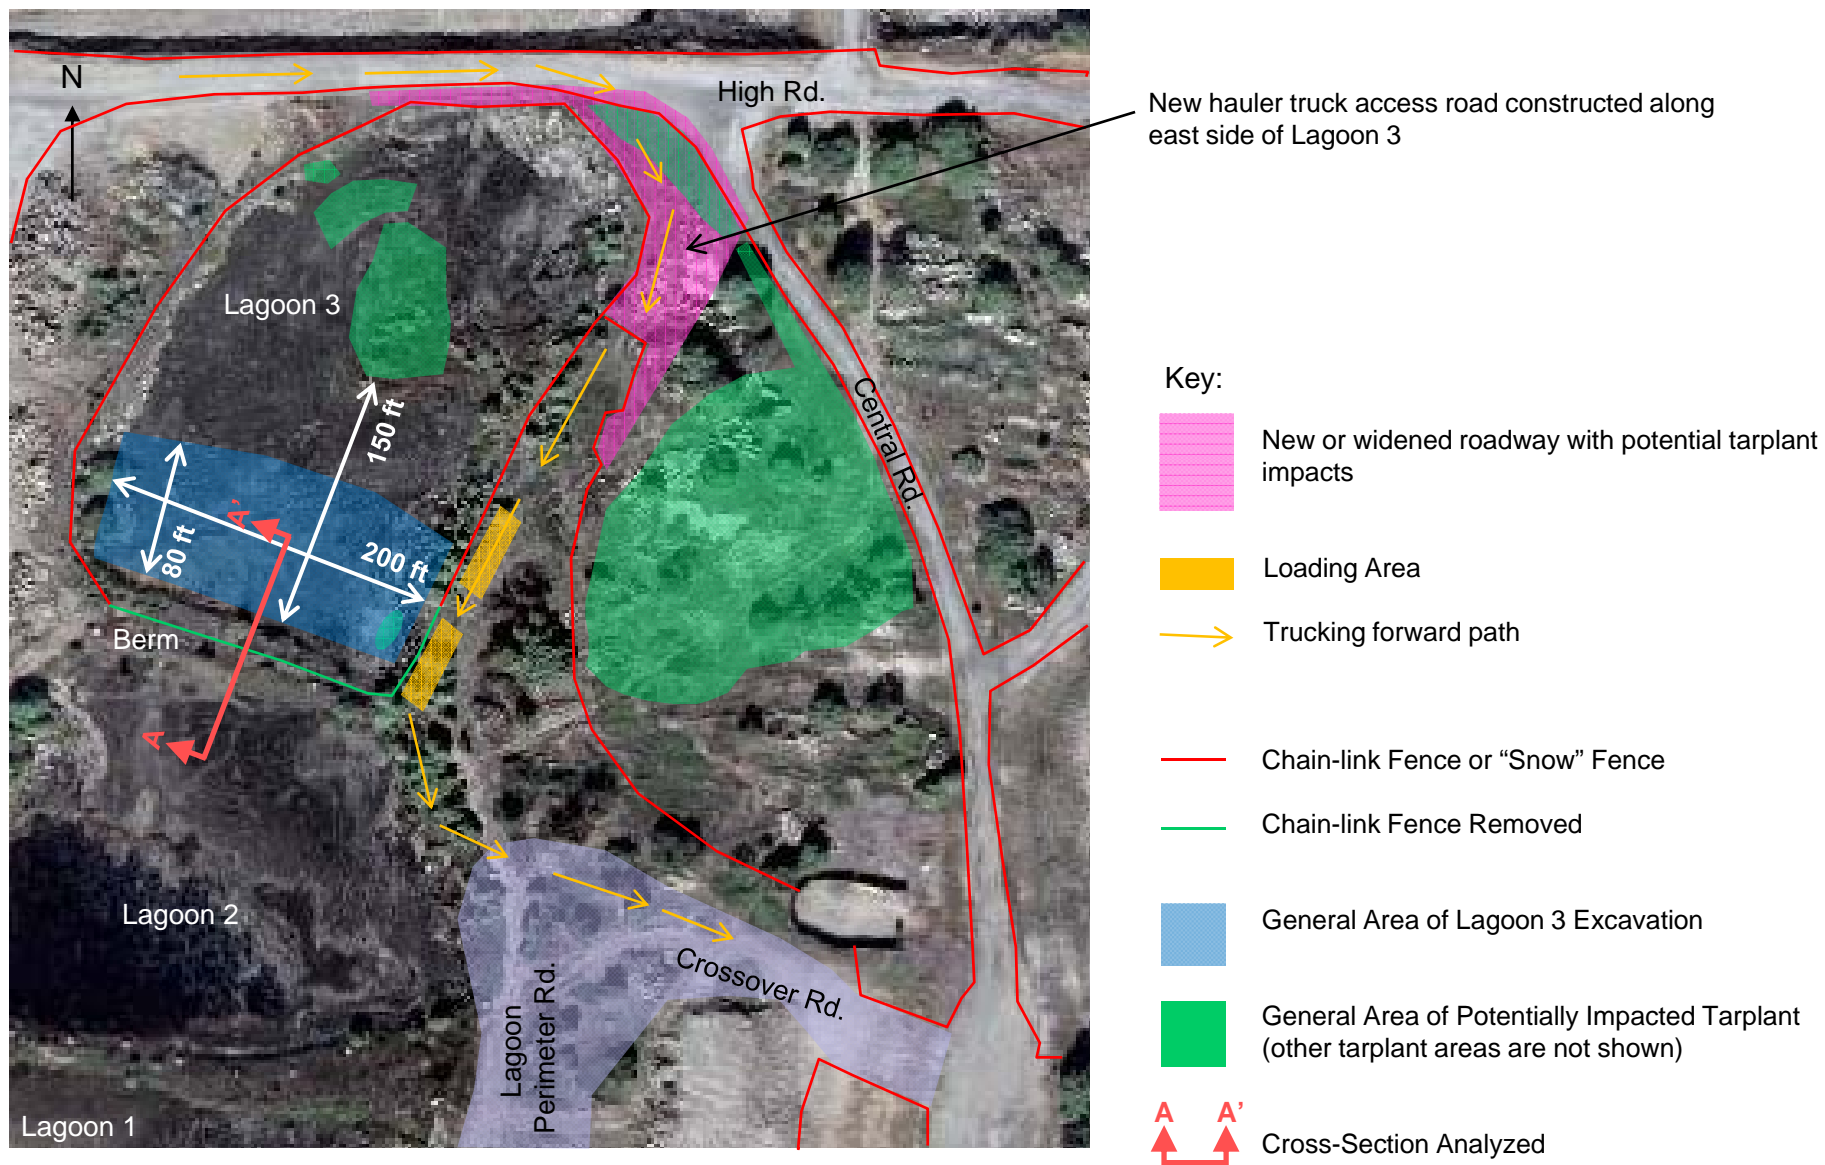 N
High Rd.
New hauler truck access road constructed along
east side of Lagoon 3
Lagoon 3
150 ft
Central Rd.
A'
80 ft
200 ft
Berm
A
Lagoon 2
Crossover Rd.
Lagoon
Perimeter Rd.
Lagoon 1
Key:
New or widened roadway with potential tarplant
impacts
Loading Area
Trucking forward path
Chain-link Fence or “Snow” Fence
Chain-link Fence Removed
General Area of Lagoon 3 Excavation
General Area of Potentially Impacted Tarplant
(other tarplant areas are not shown)
A A’
Cross-Section Analyzed